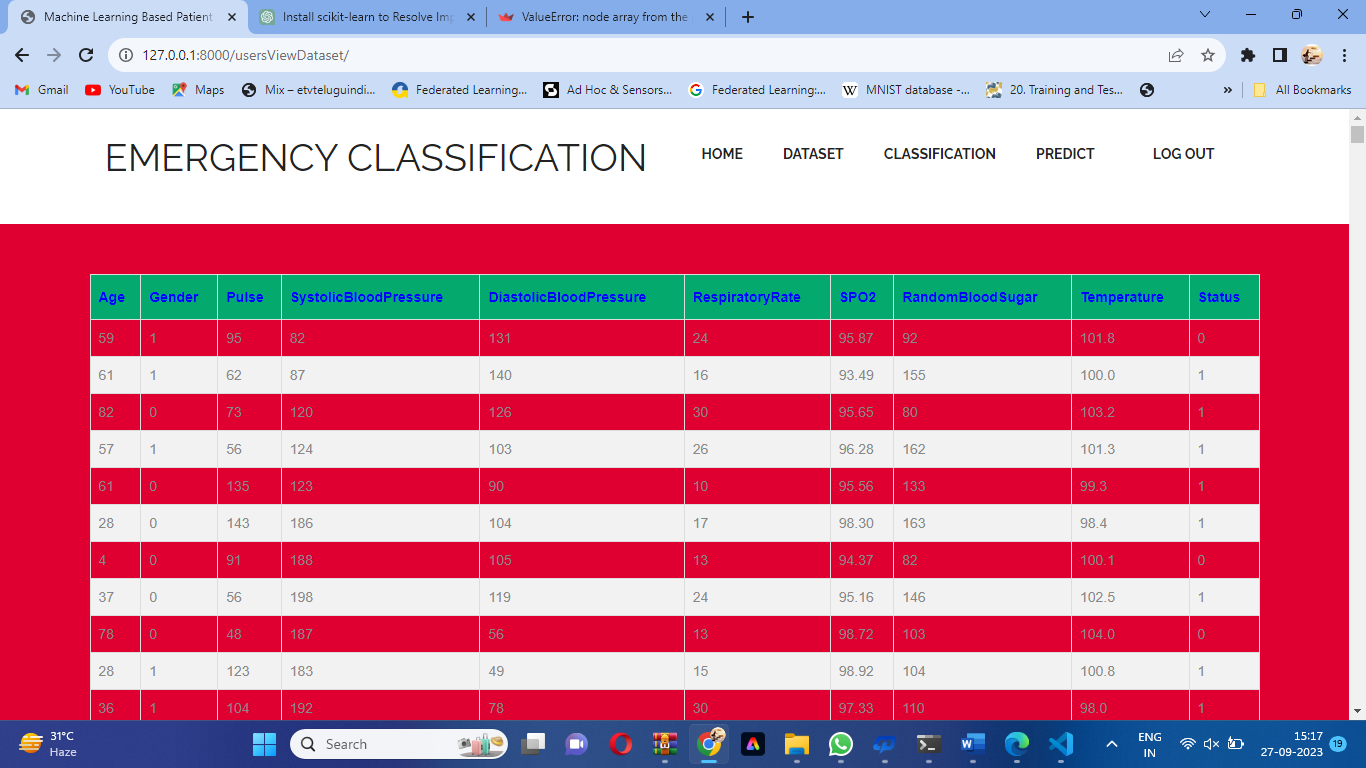 Machine Learning Based Patient
Install scikit-learn to Resolve Imp
ValueError: node array from the
127.0.0.1:8000/usersViewDataset/
Gmail YouTube Maps Mix – etvteluguindi... Federated Learning... Ad Hoc & Sensors... Federated Learning:... MNIST database -... 20. Training and Tes... » All Bookmarks
EMERGENCY CLASSIFICATION
HOME DATASET CLASSIFICATION PREDICT LOG OUT
Age Gender Pulse SystolicBloodPressure DiastolicBloodPressure RespiratoryRate SPO2 RandomBloodSugar Temperature Status
59 1 95 82 131 24 95.87 92 101.8 0
61 1 62 87 140 16 93.49 155 100.0 1
82 0 73 120 126 30 95.65 80 103.2 1
57 1 56 124 103 26 96.28 162 101.3 1
61 0 135 123 90 10 95.56 133 99.3 1
28 0 143 186 104 17 98.30 163 98.4 1
4 0 91 188 105 13 94.37 82 100.1 0
37 0 56 198 119 24 95.16 146 102.5 1
78 0 48 187 56 13 98.72 103 104.0 0
28 1 123 183 49 15 98.92 104 100.8 1
36 1 104 192 78 30 97.33 110 98.0 1
31°C
Haze
Search
ENG
IN
15:17
27-09-2023
19